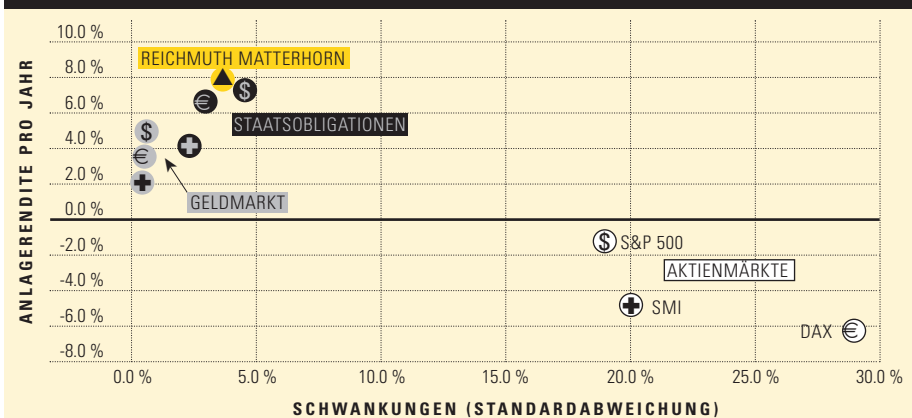 ANLAGERENDITE PRO JAHR
10.0 %
8.0 %
6.0 %
4.0 %
2.0 %
0.0 %
-2.0 %
-4.0 %
-6.0 %
-8.0 %
REICHMUTH MATTERHORN
$
€
STAATSOBLIGATIONEN
$
€
GELDMARKT
$ S&P 500
AKTIENMÄRKTE
SMI
DAX €
0.0 % 5.0 % 10.0 % 15.0 % 20.0 % 25.0 % 30.0 %
SCHWANKUNGEN (STANDARDABWEICHUNG)